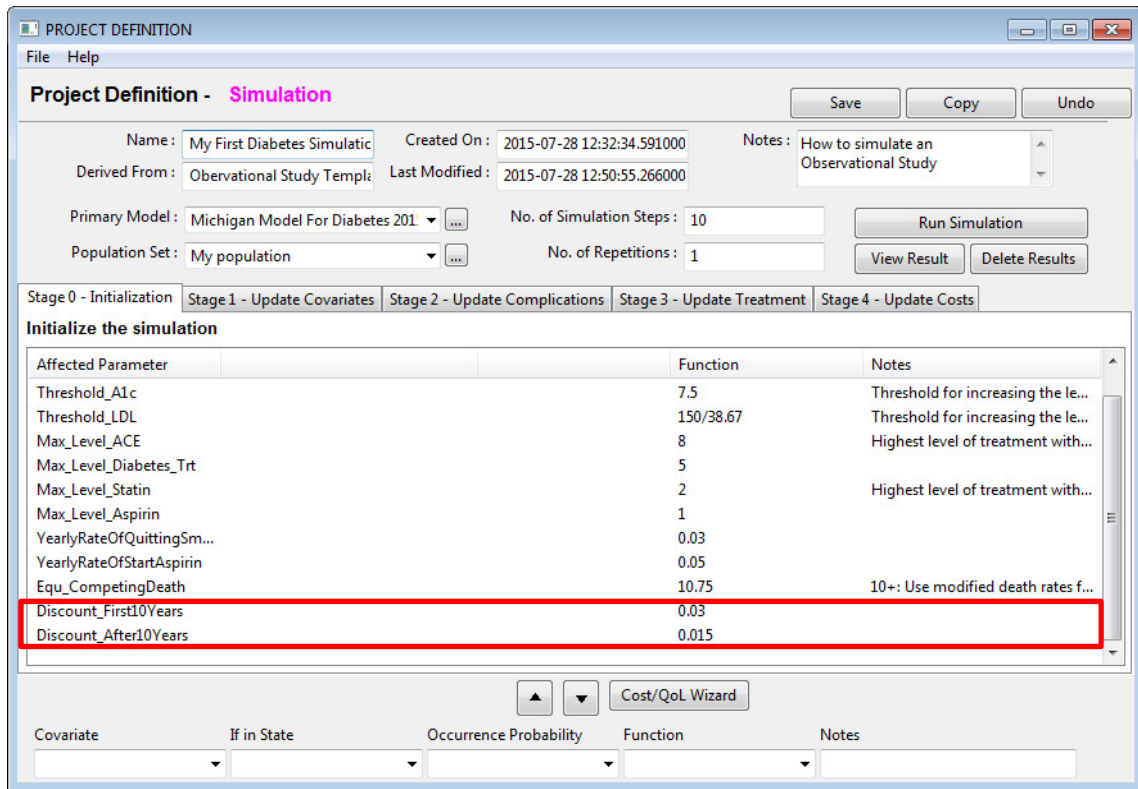 PROJECT DEFINITION
File Help
Project Definition - Simulation
Save Copy Undo
Name : My First Diabetes Simulatic Created On : 2015-07-28 12:32:34.591000 Notes : How to simulate an
Observational Study
Derived From : Obervational Study Templa Last Modified : 2015-07-28 12:50:55.266000
Primary Model : Michigan Model For Diabetes 201 ... No. of Simulation Steps : 10 Run Simulation
Population Set : My population ... No. of Repetitions : 1 View Result Delete Results
Stage 0 - Initialization Stage 1 - Update Covariates Stage 2 - Update Complications Stage 3 - Update Treatment Stage 4 - Update Costs
Initialize the simulation
Affected Parameter Function Notes
Threshold_A1c 7.5 Threshold for increasing the le...
Threshold_LDL 150/38.67 Threshold for increasing the le...
Max_Level_ACE 8 Highest level of treatment with...
Max_Level_Diabetes_Trt 5
Max_Level_Statin 2 Highest level of treatment with...
Max_Level_Aspirin 1
YearlyRateOfQuittingSm... 0.03
YearlyRateOfStartAspirin 0.05
Equ_CompetingDeath 10.75 10+: Use modified death rates f...
Discount_First10Years 0.03
Discount_After10Years 0.015
Cost/QoL Wizard
Covariate If in State Occurrence Probability Function Notes